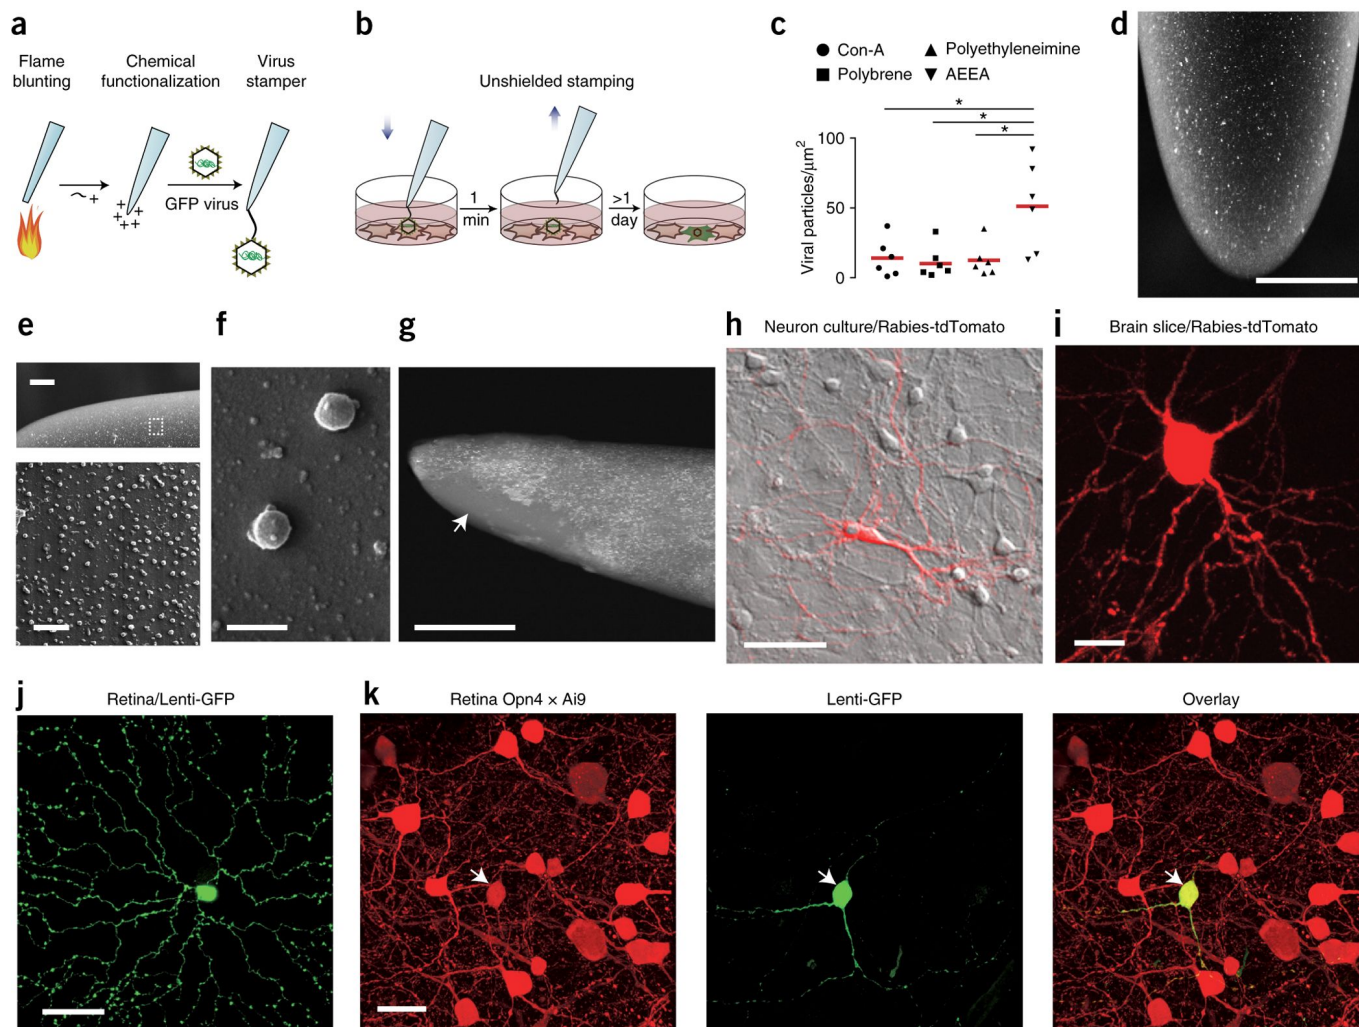 a
Flame
blunting
Chemical
functionalization
Virus
stamper
~ +
GFP virus
+ + + + + +
b
Unshielded stamping
1
min
>1
day
c
Con-A
Polyethyleneimine
Polybrene
AEEA
*
*
*
100
50
0
Viral particles/μm²
d
e
f
g
h
Neuron culture/Rabies-tdTomato
i
Brain slice/Rabies-tdTomato
j
Retina/Lenti-GFP
k
Retina Opn4 × Ai9
Lenti-GFP
Overlay